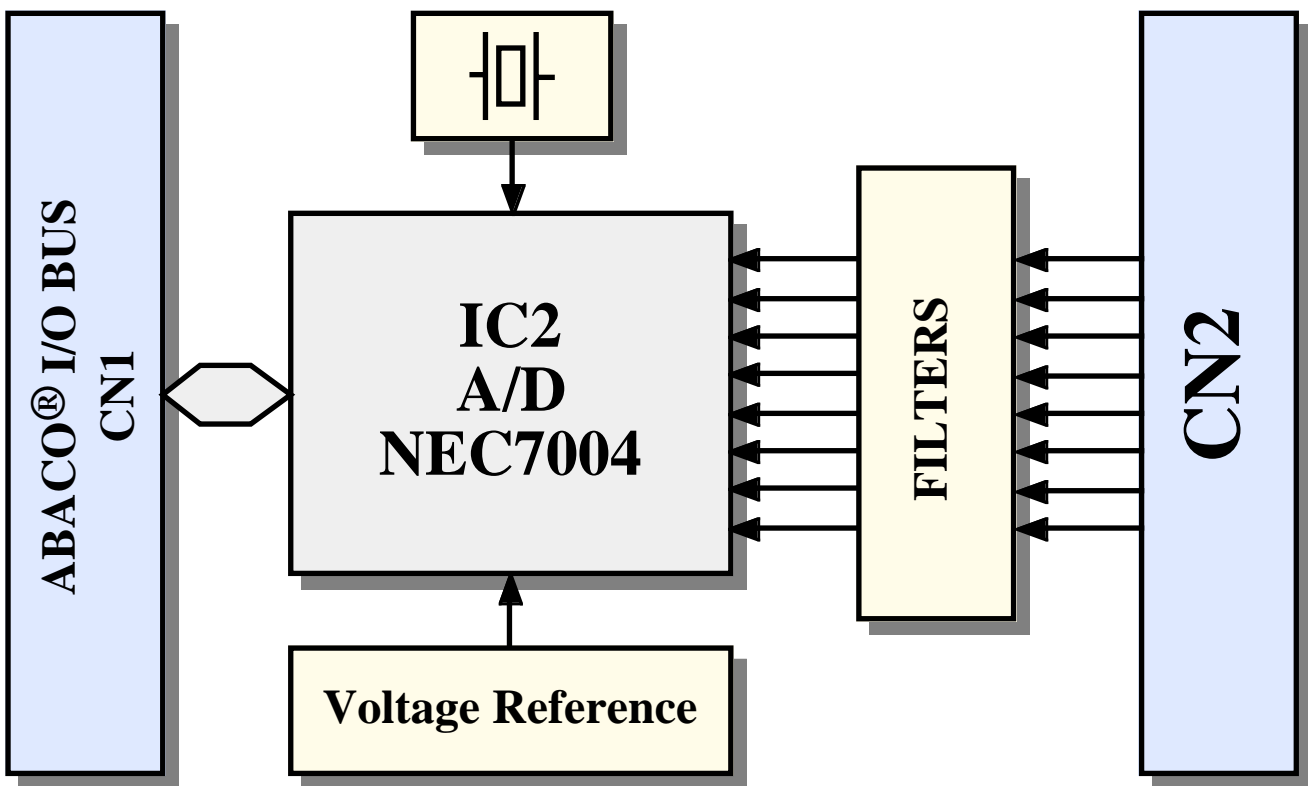 ABACO® I/O BUS
CN1
IC2
A/D
NEC7004
FILTERS
CN2
Voltage Reference